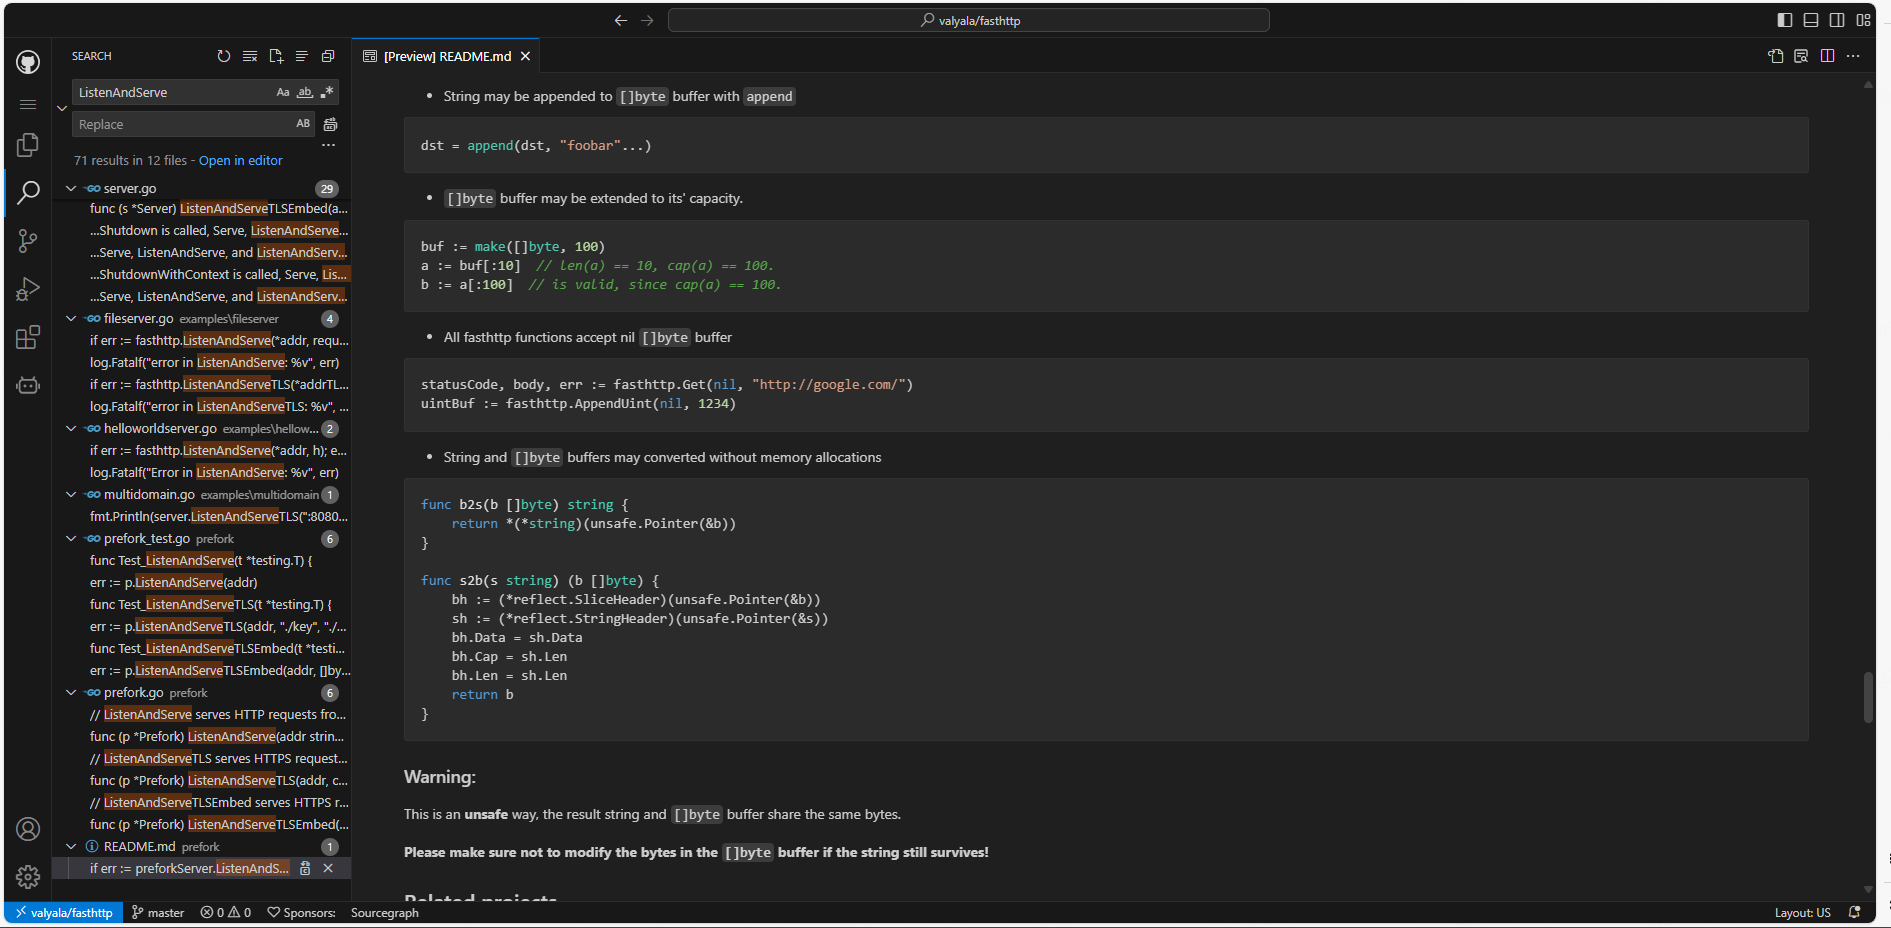 valyala/fasthttp
SEARCH
ListenAndServe
Aa
ab
.*
Replace
AB
71 results in 12 files - Open in editor
server.go 29
func (s *Server) ListenAndServeTLSEmbed(a...
...Shutdown is called, Serve, ListenAndServe...
...Serve, ListenAndServe, and ListenAndServ...
...ShutdownWithContext is called, Serve, Lis...
...Serve, ListenAndServe, and ListenAndServ...
fileserver.go examples\fileserver 4
if err := fasthttp.ListenAndServe(*addr, requ...
log.Fatalf("error in ListenAndServe: %v", err)
if err := fasthttp.ListenAndServeTLS(*addrTL...
log.Fatalf("error in ListenAndServeTLS: %v", ...
helloworldserver.go examples\hellow... 2
if err := fasthttp.ListenAndServe(*addr, h); e...
log.Fatalf("Error in ListenAndServe: %v", err)
multidomain.go examples\multidomain 1
fmt.Println(server.ListenAndServeTLS(":8080...
prefork_test.go prefork 6
func Test_ListenAndServe(t *testing.T) {
err := p.ListenAndServe(addr)
func Test_ListenAndServeTLS(t *testing.T) {
err := p.ListenAndServeTLS(addr, "./key", "./...
func Test_ListenAndServeTLSEmbed(t *testi...
err := p.ListenAndServeTLSEmbed(addr, []by...
prefork.go prefork 6
// ListenAndServe serves HTTP requests fro...
func (p *Prefork) ListenAndServe(addr strin...
// ListenAndServeTLS serves HTTPS request...
func (p *Prefork) ListenAndServeTLS(addr, c...
// ListenAndServeTLSEmbed serves HTTPS r...
func (p *Prefork) ListenAndServeTLSEmbed(...
README.md prefork 1
if err := preforkServer.ListenAndS...
[Preview] README.md
• String may be appended to []byte buffer with append
dst = append(dst, "foobar"...)
• []byte buffer may be extended to its' capacity.
buf := make([]byte, 100)
a := buf[:10]  // len(a) == 10, cap(a) == 100.
b := a[:100]  // is valid, since cap(a) == 100.
• All fasthttp functions accept nil []byte buffer
statusCode, body, err := fasthttp.Get(nil, "http://google.com/")
uintBuf := fasthttp.AppendUint(nil, 1234)
• String and []byte buffers may converted without memory allocations
func b2s(b []byte) string {
    return *(*string)(unsafe.Pointer(&b))
}
func s2b(s string) (b []byte) {
    bh := (*reflect.SliceHeader)(unsafe.Pointer(&b))
    sh := (*reflect.StringHeader)(unsafe.Pointer(&s))
    bh.Data = sh.Data
    bh.Cap = sh.Len
    bh.Len = sh.Len
    return b
}
Warning:
This is an unsafe way, the result string and []byte buffer share the same bytes.
Please make sure not to modify the bytes in the []byte buffer if the string still survives!
Related projects
valyala/fasthttp master 0 0 Sponsors: Sourcegraph Layout: US